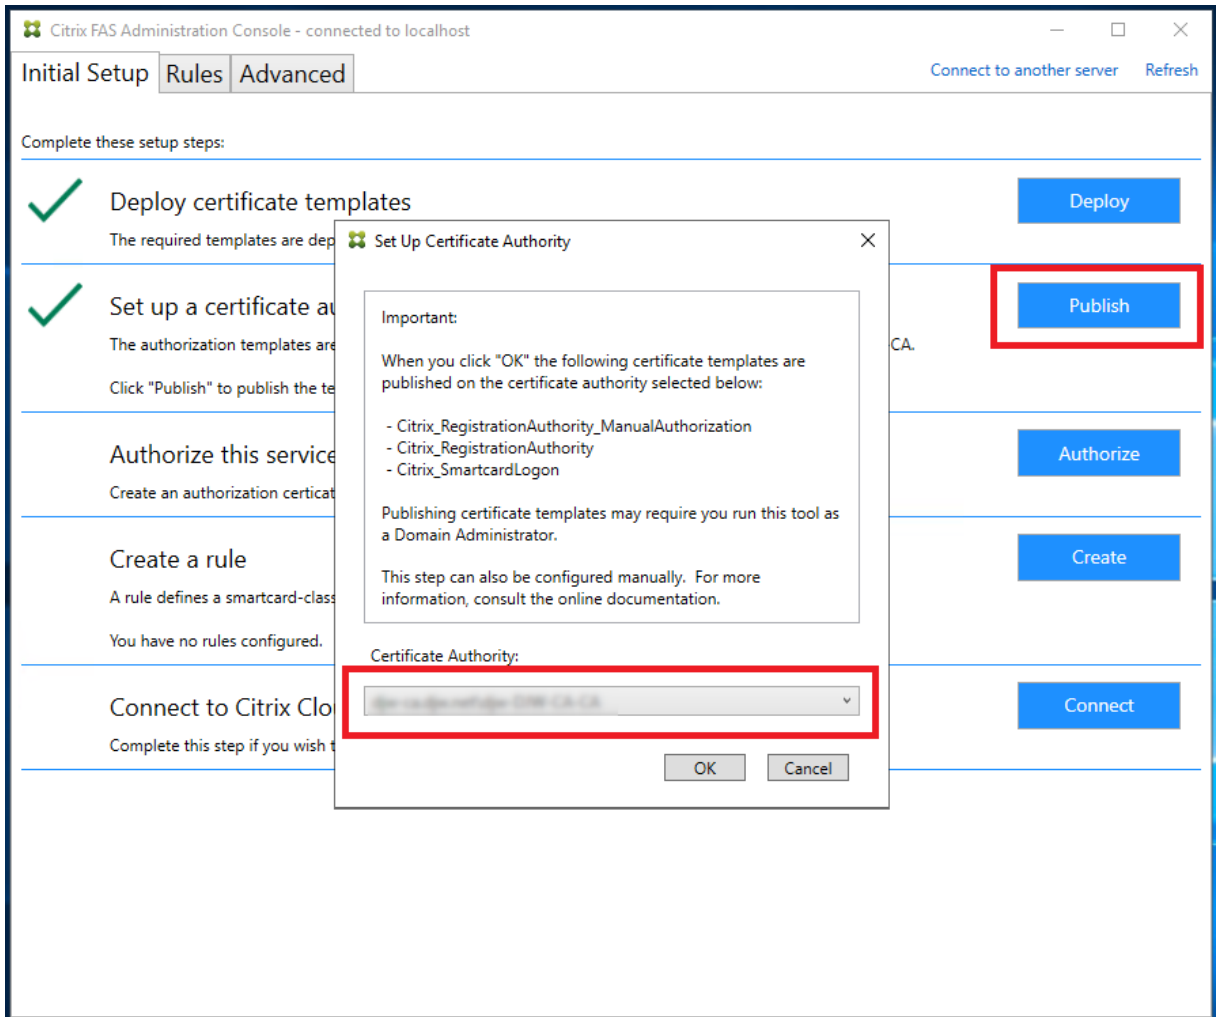 Citrix FAS Administration Console - connected to localhost
Initial Setup
Rules
Advanced
Connect to another server
Refresh
Complete these setup steps:
Deploy certificate templates
The required templates are dep
Deploy
Set up a certificate au
The authorization templates are
CA.
Click "Publish" to publish the te
Publish
Authorize this service
Create an authorization certicat
Authorize
Create a rule
A rule defines a smartcard-class
You have no rules configured.
Create
Connect to Citrix Clou
Complete this step if you wish t
Connect
Set Up Certificate Authority
Important:
When you click "OK" the following certificate templates are
published on the certificate authority selected below:
- Citrix_RegistrationAuthority_ManualAuthorization
- Citrix_RegistrationAuthority
- Citrix_SmartcardLogon
Publishing certificate templates may require you run this tool as
a Domain Administrator.
This step can also be configured manually.  For more
information, consult the online documentation.
Certificate Authority:
OK
Cancel